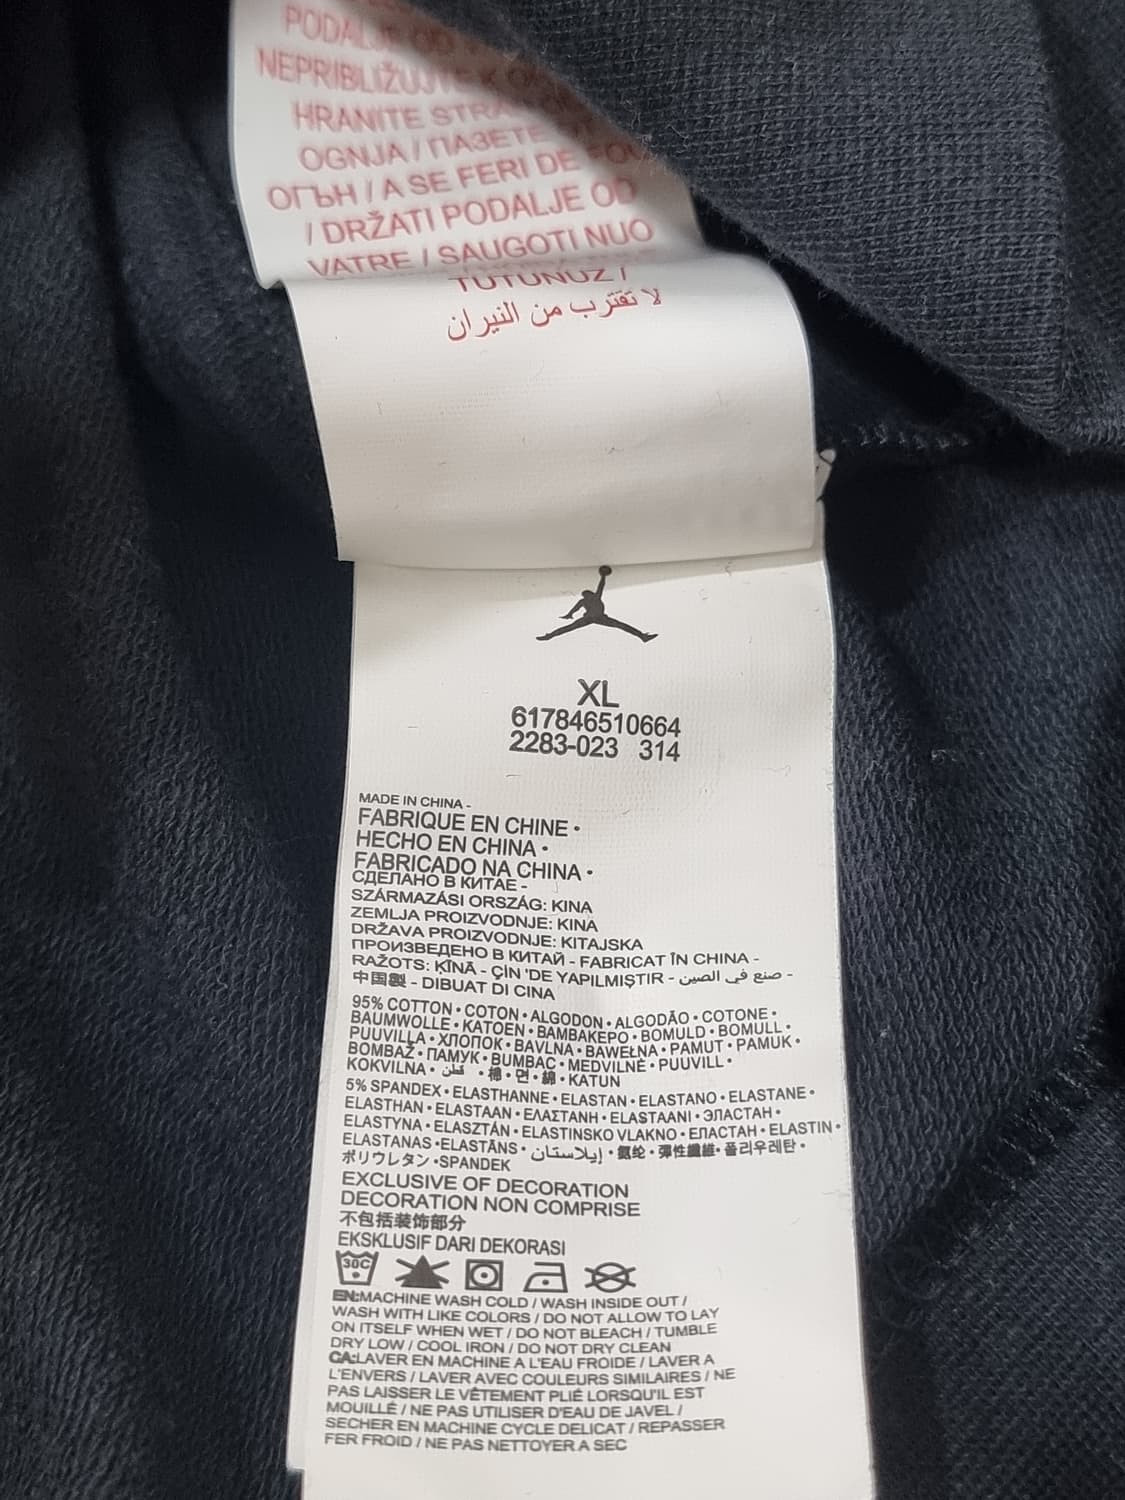 PODALJE OD
NEPRIBLIŽUJTE K
HRANITE
OGNJA / ПАЗЕТЕ
ОГЪН / A SE FERI DE
/ DRŽATI PODALJE OD
VATRE / SAUGOTI NUO
TUTUNUZ /
لا تقترب من النيران
XL
617846510664
2283-023 314
MADE IN CHINA -
FABRIQUE EN CHINE •
HECHO EN CHINA •
FABRICADO NA CHINA •
СДЕЛАНО В КИТАЕ -
SZÁRMAZÁSI ORSZÁG: KINA
ZEMLJA PROIZVODNJE: KINA
DRŽAVA PROIZVODNJE: KITAJSKA
ПРОИЗВЕДЕНО В КИТАЙ - FABRICAT ÎN CHINA -
RAŽOTS: ĶĪNĀ - ÇİN 'DE YAPILMIŞTIR - صنع في الصين -
中国製 - DIBUAT DI CINA
95% COTTON • COTON • ALGODON • ALGODÃO • COTONE •
BAUMWOLLE • KATOEN • BAMBAKEPO • BOMULD • BOMULL •
PUUVILLA • ХЛОПОК • BAVLNA • BAWEŁNA • PAMUT • PAMUK •
BOMBAŽ • ПАМУК • BUMBAC • MEDVILNĖ • PUUVILL •
KOKVILNA • قطن • 棉 • 면 • 綿 • KATUN
5% SPANDEX • ELASTHANNE • ELASTAN • ELASTANO • ELASTANE •
ELASTHAN • ELASTAAN • ΕΛΑΣΤΑΝΗ • ELASTAANI • ЭЛАСТАН •
ELASTYNA • ELASZTÁN • ELASTINSKO VLAKNO • ЕЛАСТАН • ELASTIN •
ELASTANAS •ELASTĀNS • إيلاستان • 氨纶 • 彈性纖維 • 폴리우레탄 •
ポリウレタン •SPANDEK
EXCLUSIVE OF DECORATION
DECORATION NON COMPRISE
不包括装饰部分
EKSKLUSIF DARI DEKORASI
30C
EN:MACHINE WASH COLD / WASH INSIDE OUT /
WASH WITH LIKE COLORS / DO NOT ALLOW TO LAY
ON ITSELF WHEN WET / DO NOT BLEACH / TUMBLE
DRY LOW / COOL IRON / DO NOT DRY CLEAN
CA:LAVER EN MACHINE A L'EAU FROIDE / LAVER A
L'ENVERS / LAVER AVEC COULEURS SIMILAIRES / NE
PAS LAISSER LE VÊTEMENT PLIÉ LORSQU'IL EST
MOUILLÉ / NE PAS UTILISER D'EAU DE JAVEL /
SECHER EN MACHINE CYCLE DELICAT / REPASSER
FER FROID / NE PAS NETTOYER A SEC